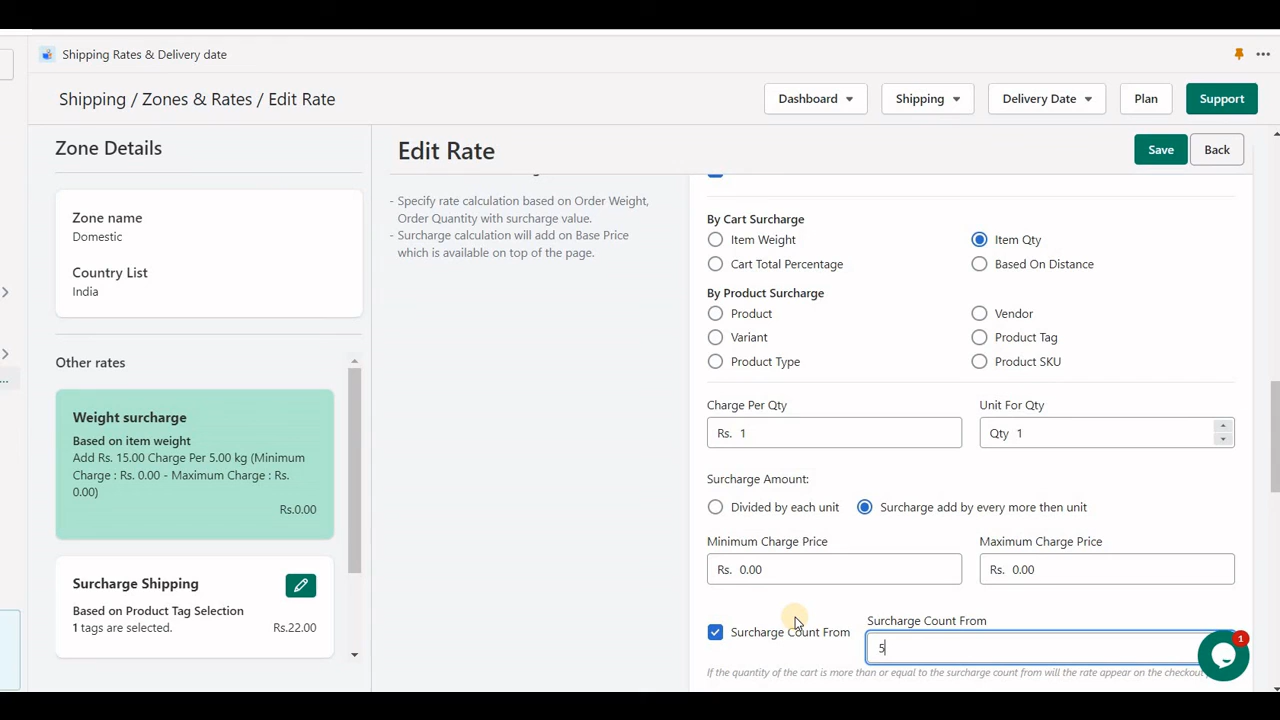 Shipping Rates & Delivery date
Shipping / Zones & Rates / Edit Rate
Dashboard
Shipping
Delivery Date
Plan
Support
Zone Details
Zone name
Domestic
Country List
India
Other rates
Weight surcharge
Based on item weight
Add Rs. 15.00 Charge Per 5.00 kg (Minimum
Charge : Rs. 0.00 - Maximum Charge : Rs.
0.00)
Rs.0.00
Surcharge Shipping
Based on Product Tag Selection
1 tags are selected.
Rs.22.00
Edit Rate
Save
Back
- Specify rate calculation based on Order Weight,
Order Quantity with surcharge value.
- Surcharge calculation will add on Base Price
which is available on top of the page.
By Cart Surcharge
Item Weight
Item Qty
Cart Total Percentage
Based On Distance
By Product Surcharge
Product
Vendor
Variant
Product Tag
Product Type
Product SKU
Charge Per Qty
Unit For Qty
Rs. 1
Qty 1
Surcharge Amount:
Divided by each unit
Surcharge add by every more then unit
Minimum Charge Price
Maximum Charge Price
Rs. 0.00
Rs. 0.00
Surcharge Count From
Surcharge Count From
5
1
If the quantity of the cart is more than or equal to the surcharge count from will the rate appear on the checkout